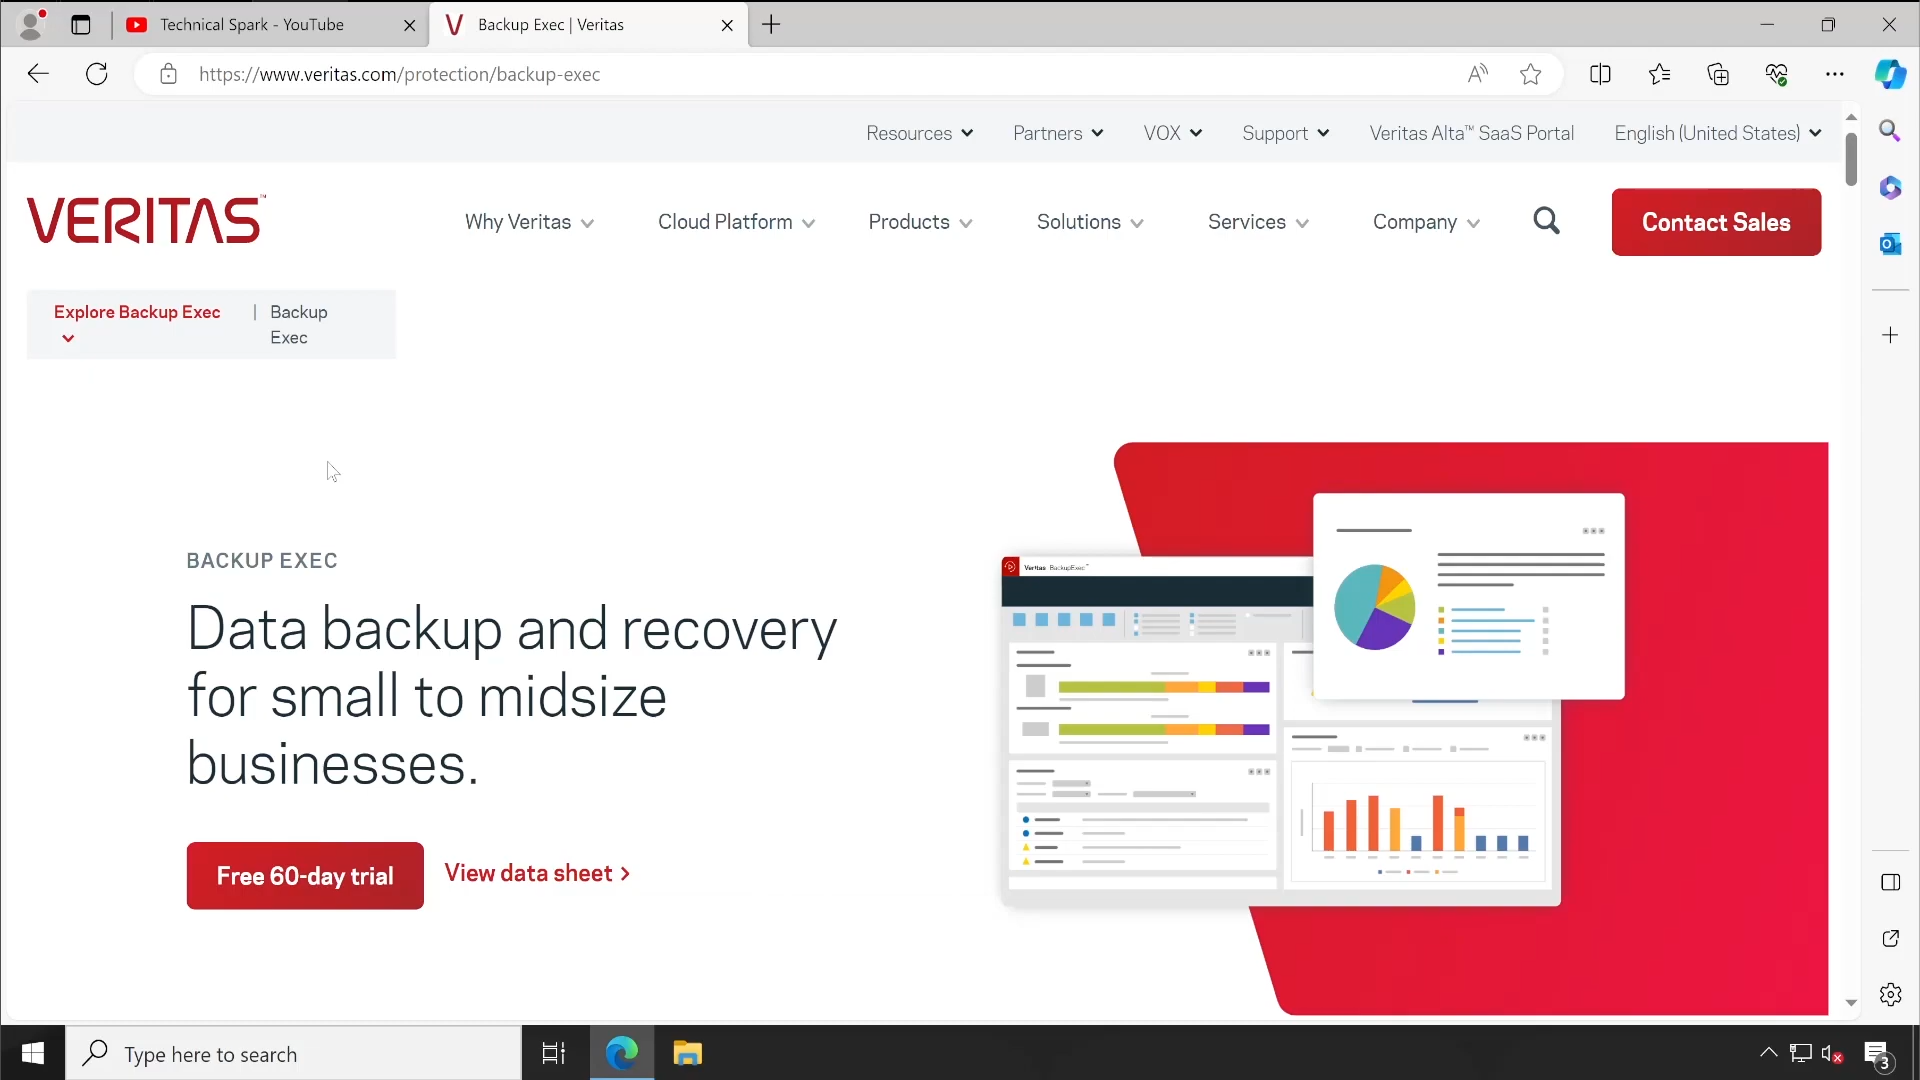 Technical Spark - YouTube
Backup Exec | Veritas
https://www.veritas.com/protection/backup-exec
Resources
Partners
VOX
Support
Veritas Alta™ SaaS Portal
English (United States)
VERITAS™
Why Veritas
Cloud Platform
Products
Solutions
Services
Company
Contact Sales
Explore Backup Exec
|
Backup
Exec
BACKUP EXEC
Data backup and recovery
for small to midsize
businesses.
Free 60-day trial
View data sheet >
Veritas BackupExec™
Type here to search
3